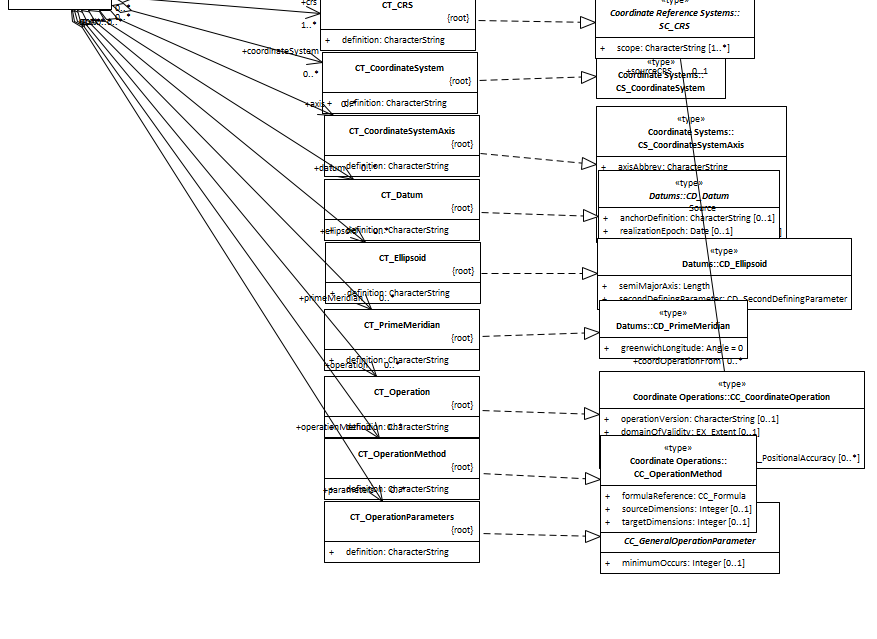 +crs
1..*
0..*
CT_CRS
{root}
+ definition: CharacterString
+coordinateSystem
0..*
CT_CoordinateSystem
{root}
+ definition: CharacterString
+axis 0..*
CT_CoordinateSystemAxis
{root}
+ definition: CharacterString
+datum 0..*
CT_Datum
{root}
+ definition: CharacterString
+ellipsoid 0..*
CT_Ellipsoid
{root}
+ definition: CharacterString
+primeMeridian 0..*
CT_PrimeMeridian
{root}
+ definition: CharacterString
+operation 0..*
CT_Operation
{root}
+ definition: CharacterString
+operationMethod 0..*
CT_OperationMethod
{root}
+ definition: CharacterString
+parameters 0..*
CT_OperationParameters
{root}
+ definition: CharacterString
«type»
Coordinate Reference Systems::
SC_CRS
+ scope: CharacterString [1..*]
«type»
+sourceCRS 0..1
Coordinate Systems::
CS_CoordinateSystem
«type»
Coordinate Systems::
CS_CoordinateSystemAxis
+ axisAbbrev: CharacterString
«type»
Datums::CD_Datum
Source
+ anchorDefinition: CharacterString [0..1]
+ realizationEpoch: Date [0..1]
]
«type»
Datums::CD_Ellipsoid
+ semiMajorAxis: Length
+ secondDefiningParameter: CD_SecondDefiningParameter
«type»
Datums::CD_PrimeMeridian
+ greenwichLongitude: Angle = 0
+coordOperationFrom 0..*
«type»
Coordinate Operations::CC_CoordinateOperation
+ operationVersion: CharacterString [0..1]
+ domainOfValidity: EX_Extent [0..1]
_PositionalAccuracy [0..*]
«type»
Coordinate Operations::
CC_OperationMethod
+ formulaReference: CC_Formula
+ sourceDimensions: Integer [0..1]
+ targetDimensions: Integer [0..1]
CC_GeneralOperationParameter
+ minimumOccurs: Integer [0..1]